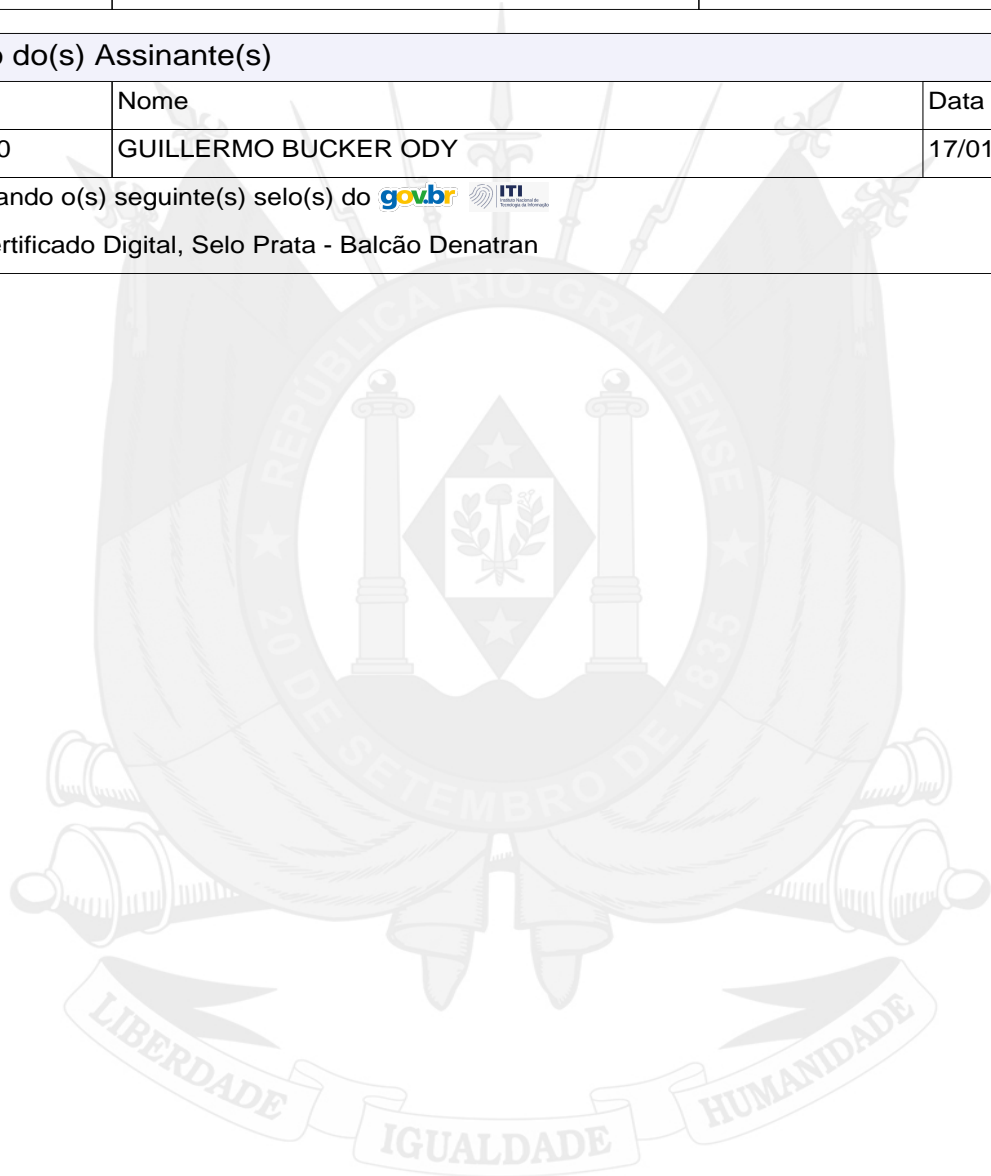 o do(s) Assinante(s)
Nome Data
0 GUILLERMO BUCKER ODY 17/01
ando o(s) seguinte(s) selo(s) do gov.br ITI
ertificado Digital, Selo Prata - Balcão Denatran
REPÚBLICA RIO-GRANDENSE
20 DE SETEMBRO DE 1835
LIBERDADE IGUALDADE HUMANIDADE